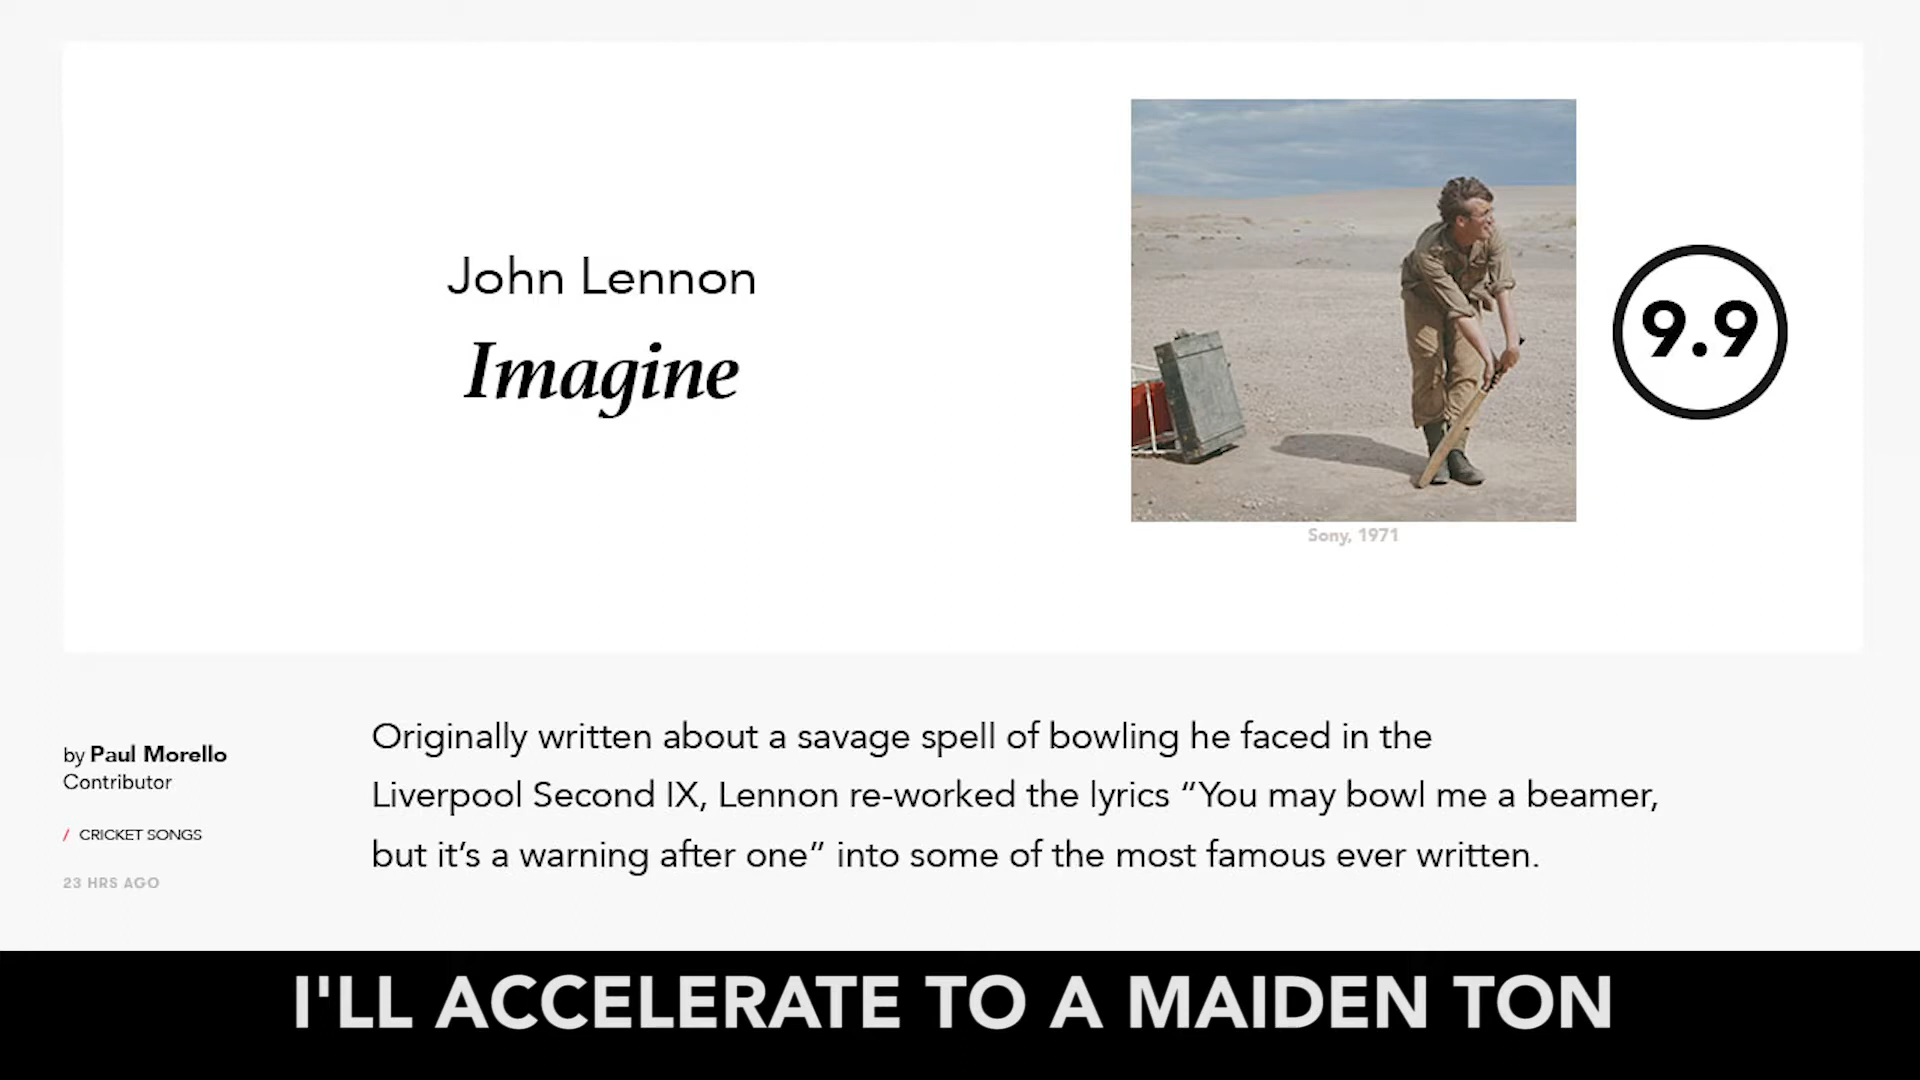 John Lennon
Imagine
9.9
Sony, 1971
by Paul Morello
Contributor
/ CRICKET SONGS
23 HRS AGO
Originally written about a savage spell of bowling he faced in the
Liverpool Second IX, Lennon re-worked the lyrics “You may bowl me a beamer,
but it’s a warning after one” into some of the most famous ever written.
I'LL ACCELERATE TO A MAIDEN TON